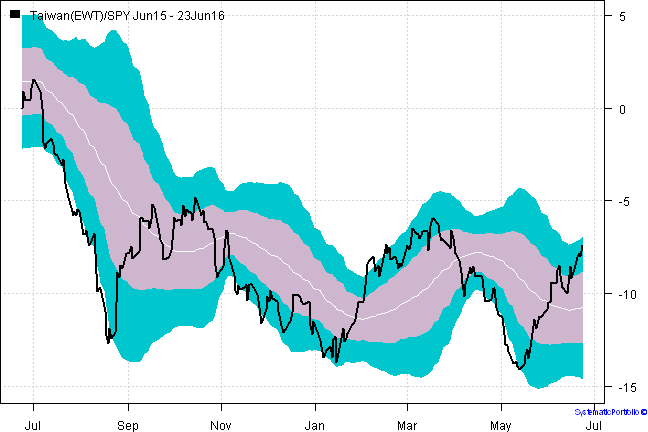 Taiwan(EWT)/SPY Jun15 - 23Jun16
5
0
-5
-10
-15
Jul
Sep
Nov
Jan
Mar
May
Jul
SystematicPortfolio ©